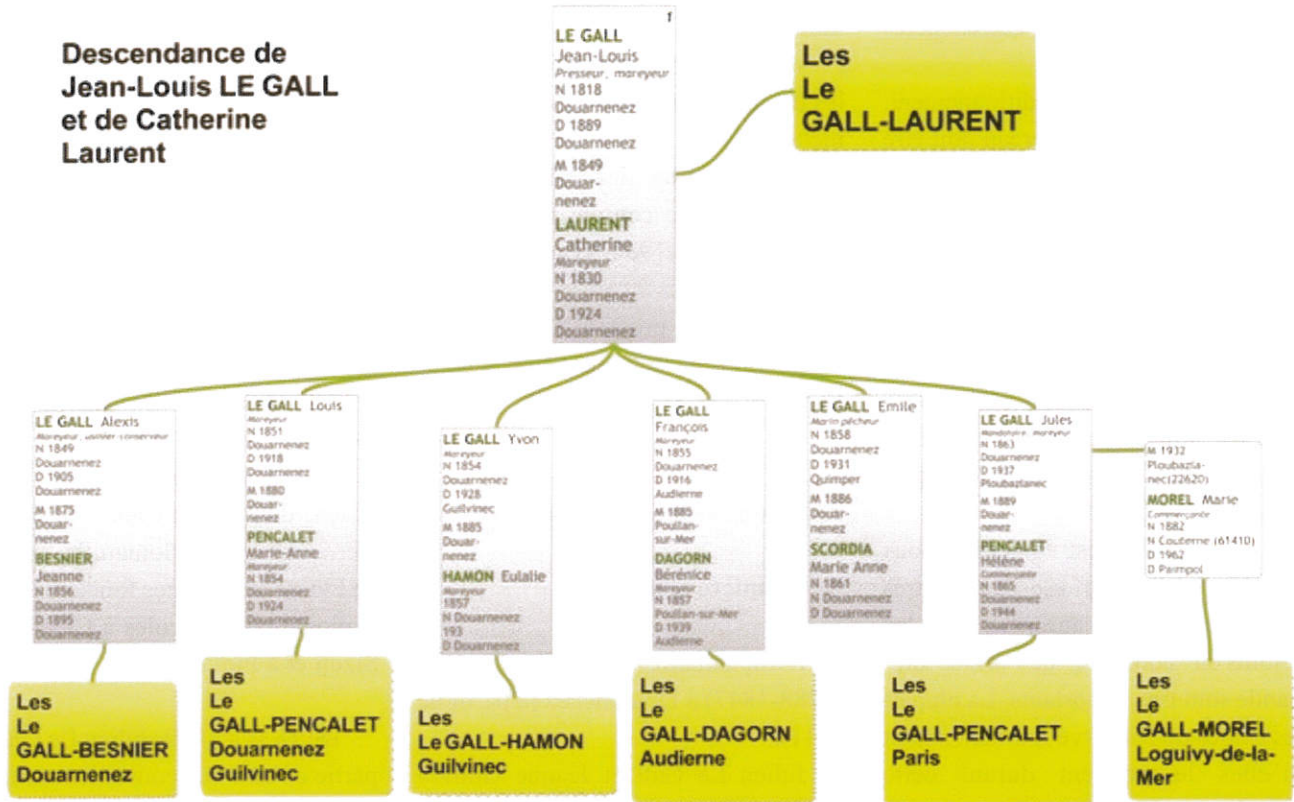 Descendance de
Jean-Louis LE GALL
et de Catherine
Laurent
1
LE GALL
Jean-Louis
Presseur, mareyeur
N 1818
Douarnenez
D 1889
Douarnenez
M 1849
Douar-
nenez
LAURENT
Catherine
Mareyeur
N 1830
Douarnenez
D 1924
Douarnenez
Les
Le
GALL-LAURENT
LE GALL Alexis
Mareyeur, usinier conserveur
N 1849
Douarnenez
D 1905
Douarnenez
M 1875
Douar-
nenez
BESNIER
Jeanne
N 1856
Douarnenez
D 1895
Douarnenez
LE GALL Louis
Mareyeur
N 1851
Douarnenez
D 1918
Douarnenez
M 1880
Douar-
nenez
PENCALET
Marie-Anne
Mareyeur
N 1854
Douarnenez
D 1924
Douarnenez
LE GALL Yvon
Mareyeur
N 1854
Douarnenez
D 1928
Guilvinec
M 1885
Douar-
nenez
HAMON Eulalie
Mareyeur
1857
N Douarnenez
193
D Douarnenez
LE GALL
François
Mareyeur
N 1855
Douarnenez
D 1916
Audierne
M 1885
Poullan-
sur-Mer
DAGORN
Bérénice
Mareyeur
N 1857
Poullan-sur-Mer
D 1939
Audierne
LE GALL Emile
Marin pêcheur
N 1858
Douarnenez
D 1931
Quimper
M 1886
Douar-
nenez
SCORDIA
Marie Anne
N 1861
N Douarnenez
D Douarnenez
LE GALL Jules
Mandataire, mareyeur
N 1863
Douarnenez
D 1937
Ploubazlanec
M 1889
Douar-
nenez
PENCALET
Hélène
Commerçante
N 1865
Douarnenez
D 1944
Douarnenez
M 1932
Ploubazla-
nec(22620)
MOREL Marie
Commerçante
N 1882
N Couterne (61410)
D 1962
D Paimpol
Les
Le
GALL-BESNIER
Douarnenez
Les
Le
GALL-PENCALET
Douarnenez
Guilvinec
Les
Le GALL-HAMON
Guilvinec
Les
Le
GALL-DAGORN
Audierne
Les
Le
GALL-PENCALET
Paris
Les
Le
GALL-MOREL
Loguivy-de-la-
Mer